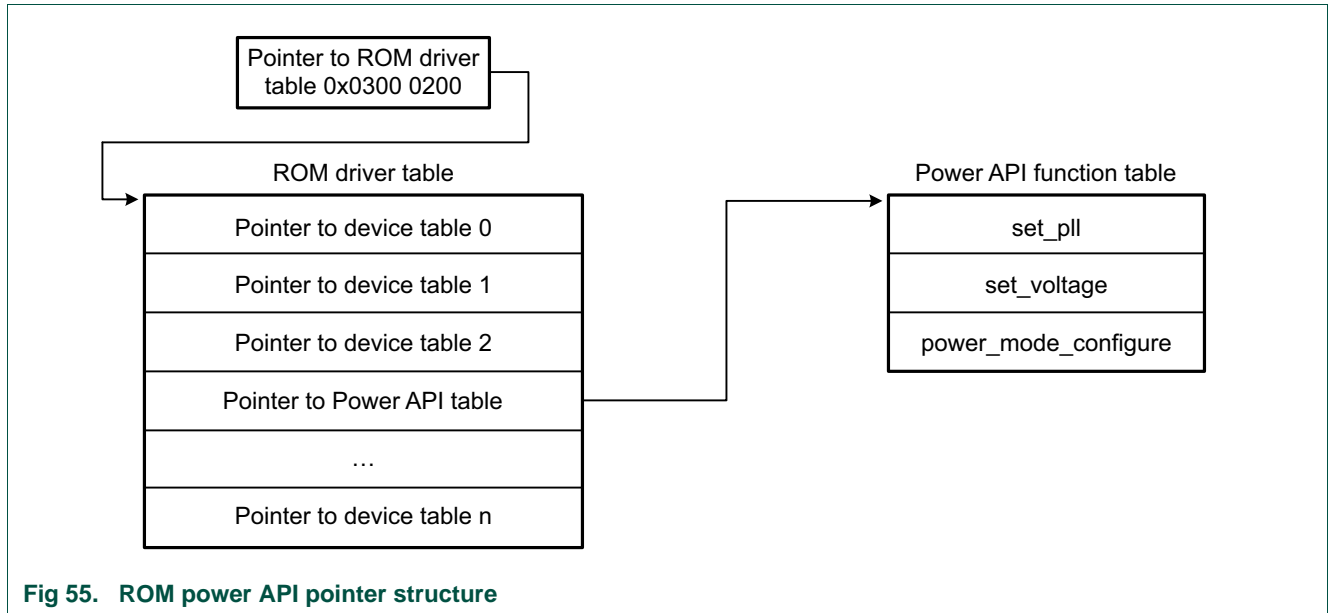 Pointer to ROM driver
table 0x0300 0200
ROM driver table
Pointer to device table 0
Pointer to device table 1
Pointer to device table 2
Pointer to Power API table
…
Pointer to device table n
Power API function table
set_pll
set_voltage
power_mode_configure
Fig 55. ROM power API pointer structure